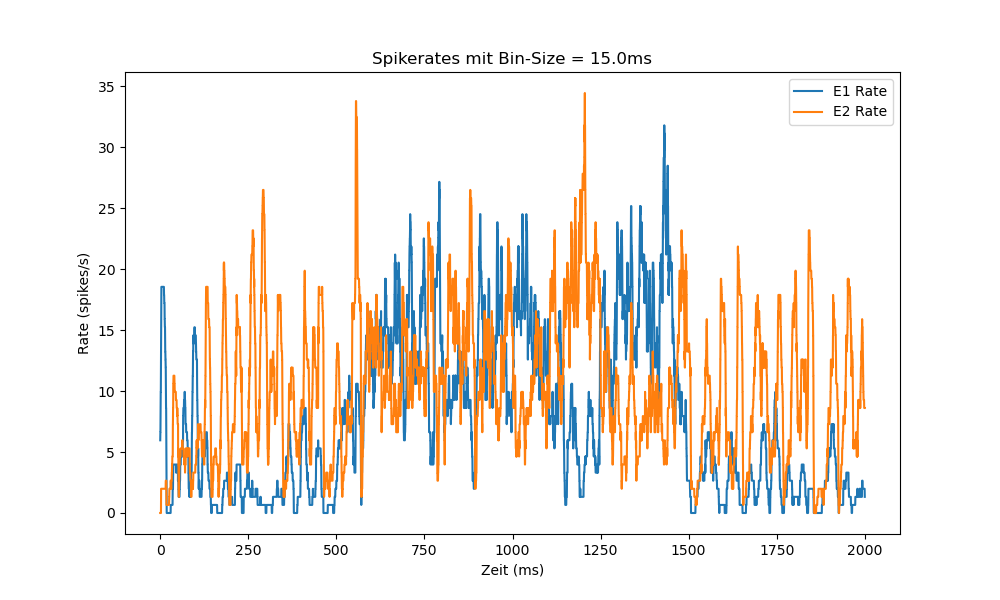 Spikerates mit Bin-Size = 15.0ms
E1 Rate
E2 Rate
35
30
25
20
15
10
5
0
Rate (spikes/s)
0 250 500 750 1000 1250 1500 1750 2000
Zeit (ms)